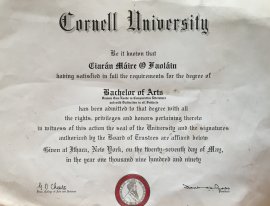 Cornell University
Be it known that
Ciarán Máire O Faoláin
having satisfied in full the requirements for the degree of
Bachelor of Arts
has been admitted to that degree with all
the rights, privileges and honors pertaining thereto
in witness of this action the seal of the University and the signatures
authorized by the Board of Trustees are affixed below
Given at Ithaca, New York, on the twenty-seventh day of May,
in the year one thousand nine hundred and ninety